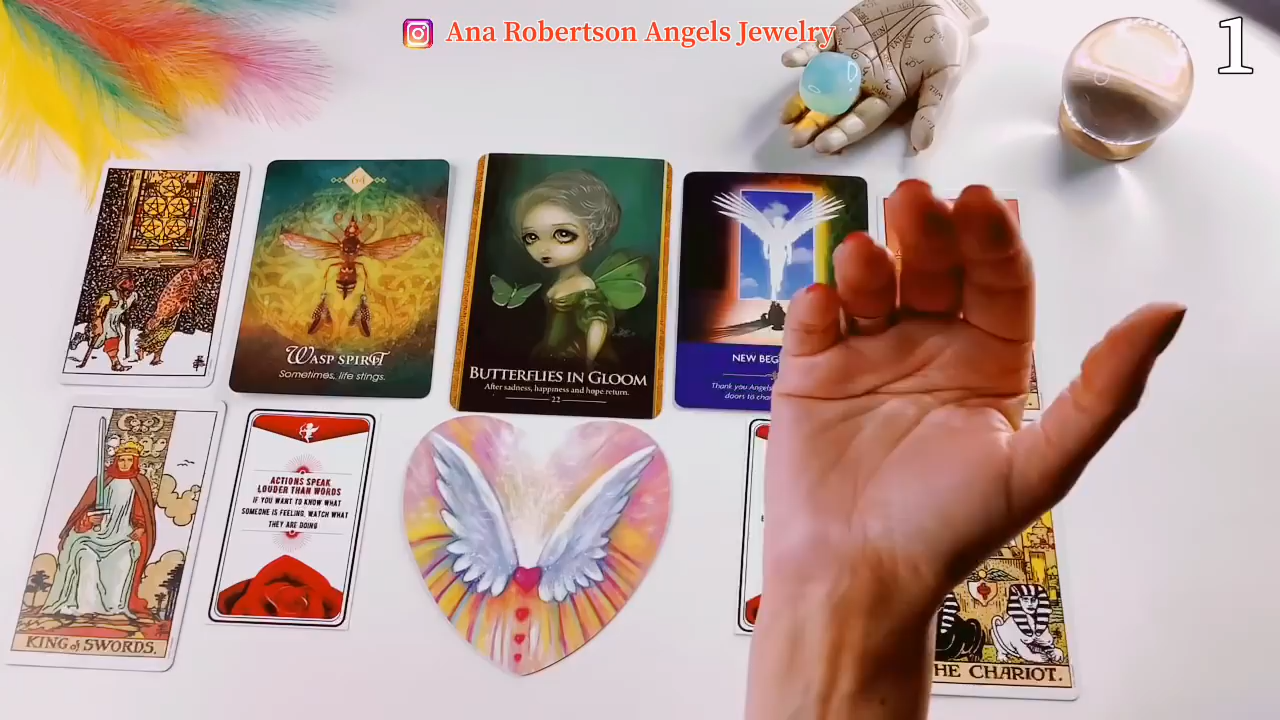 Ana Robertson Angels Jewelry
1
64
WASP SPIRIT
Sometimes, life stings.
BUTTERFLIES IN GLOOM
After sadness, happiness and hope return.
22
NEW BEG
Thank you Angels
doors to cha
KING of SWORDS.
ACTIONS SPEAK
LOUDER THAN WORDS
IF YOU WANT TO KNOW WHAT
SOMEONE IS FEELING, WATCH WHAT
THEY ARE DOING
HE CHARIOT.